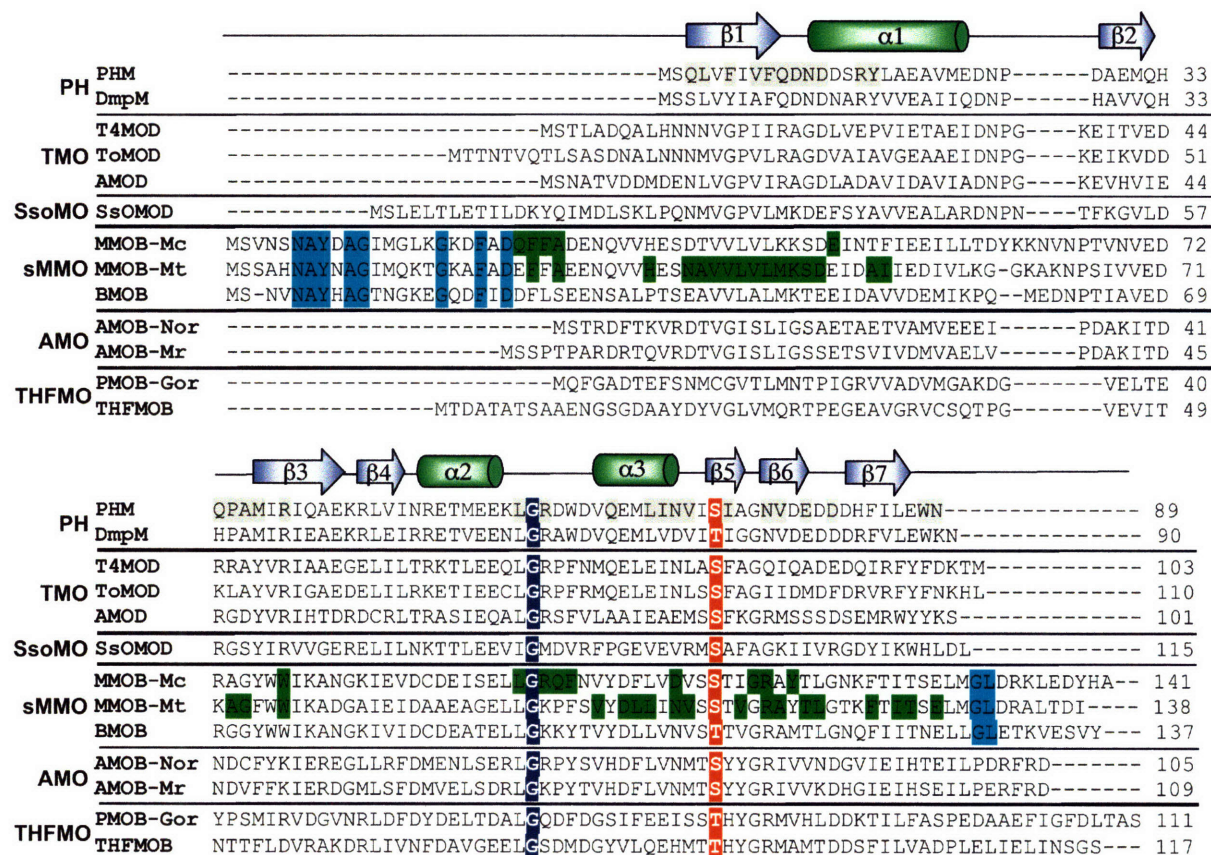 β1 α1 β2
PH
PHM -------------------------------------MSQLVFIVFQDNDDSRYLAEAVMEDNP------DAEMQH 33
DmpM -------------------------------------MSSLVYIAFQDNDNARYVVEAIIQDNP------HAVVQH 33
TMO
T4MOD ---------------------------MSTLADQALHNNNVGPIIRAGDLVEPVIETAEIDNPG----KEITVED 44
ToMOD -------------------MTTNTVQTLSASDNALNNNMVGPVLRAGDVAIAVGEAAEIDNPG----KEIKVDD 51
AMOD ---------------------------MSNATVDDMDENLVGPVIRAGDLADAVIDAVIADNPG----KEVHVIE 44
SsoMO
SsOMOD ------------MSLELTLETILDKYQIMDLSKLPQNMVGPVLMKDEFSYAVVEALARDNPN----TFKGVLD 57
sMMO
MMOB-Mc MSVNSNAYDAGIMGLKGKDFADQFFADENQVVHESDTVVLVLKKSDEINTFIEEILLTDYKKNVNPTVNVED 72
MMOB-Mt MSSAHNAYNAGIMQKTGKAFADEFFAEENQVVHESNAVVLVLMKSDEIDAIIEDIVLKG-GKAKNPSIVVED 71
BMOB MS-NVNAYHAGTNGKEGQDFIDDFLSEENSALPTSEAVVLALMKTEEIDAVVDEMIKPQ--MEDNPTIAVED 69
AMO
AMOB-Nor ----------------------------MSTRDFTKVRDTVGISLIGSAETAETVAMVEEEI------PDAKITD 41
AMOB-Mr ------------------------MSSPTPARDRTQVRDTVGISLIGSSETSVIVDMVAELV------PDAKITD 45
THFMO
PMOB-Gor ----------------------------MQFGADTEFSNMCGVTLMNTPIGRVVADVMGAKDG-------VELTE 40
THFMOB ------------------MTDATATSAAENGSGDAAYDYVGLVMQRTPEGEAVGRVCSQTPG-------VEVIT 49
β3 β4 α2 α3 β5 β6 β7
PH
PHM QPAMIRIQAEKRLVINRETMEEKLGRDWDVQEMLINVISIAGNVDEDDDHFILEWN---------------- 89
DmpM HPAMIRIEAEKRLEIRRETVEENLGRAWDVQEMLVDVITIGGNVDEDDDRFVLEWKN--------------- 90
TMO
T4MOD RRAYVRIAAEGELILTRKTLEEQLGRPFNMQELEINLASFAGQIQADEDQIRFYFDKTM------------- 103
ToMOD KLAYVRIGAEDELILRKETIEECLGRPFRMQELEINLSSFAGIIDMDFDRVRFYFNKHL------------- 110
AMOD RGDYVRIHTDRDCRLTRASIEQALGRSFVLAAIEAEMSSFKGRMSSSDSEMRWYYKS--------------- 101
SsoMO
SsOMOD RGSYIRVVGERELILNKTTLEEVIGMDVRFPGEVEVRMSAFAGKIIVRGDYIKWHLDL-------------- 115
sMMO
MMOB-Mc RAGYWWIKANGKIEVDCDEISELLGRQFNVYDFLVDVSSTIGRAYTLGNKFTITSELMGLDRKLEDYHA-- 141
MMOB-Mt KAGFWWIKADGAIEIDAAEAGELLGKPFSVYDLLINVSSTVGRAYTLGTKFTITSELMGLDRALTDI---- 138
BMOB RGGYWWIKANGKIVIDCDEATELLGKKYTVYDLLVNVSTTVGRAMTLGNQFIITNELLGLETKVESVY--- 137
AMO
AMOB-Nor NDCFYKIEREGLLRFDMENLSERLGRPYSVHDFLVNMTSYYGRIVVNDGVIEIHTEILPDRFRD------- 105
AMOB-Mr NDVFFKIERDGMLSFDMVELSDRLGKPYTVHDFLVNMTSYYGRIVVKDHGIEIHSEILPERFRD------- 109
THFMO
PMOB-Gor YPSMIRVDGVNRLDFDYDELTDALGQDFDGSIFEEISSTHYGRMVHLDDKTILFASPEDAAEFIGFDLTAS 111
THFMOB NTTFLDVRAKDRLIVNFDAVGEELGSDMDGYVLQEHMTTHYGRMAMTDDSFILVADPLELIELINSGS--- 117